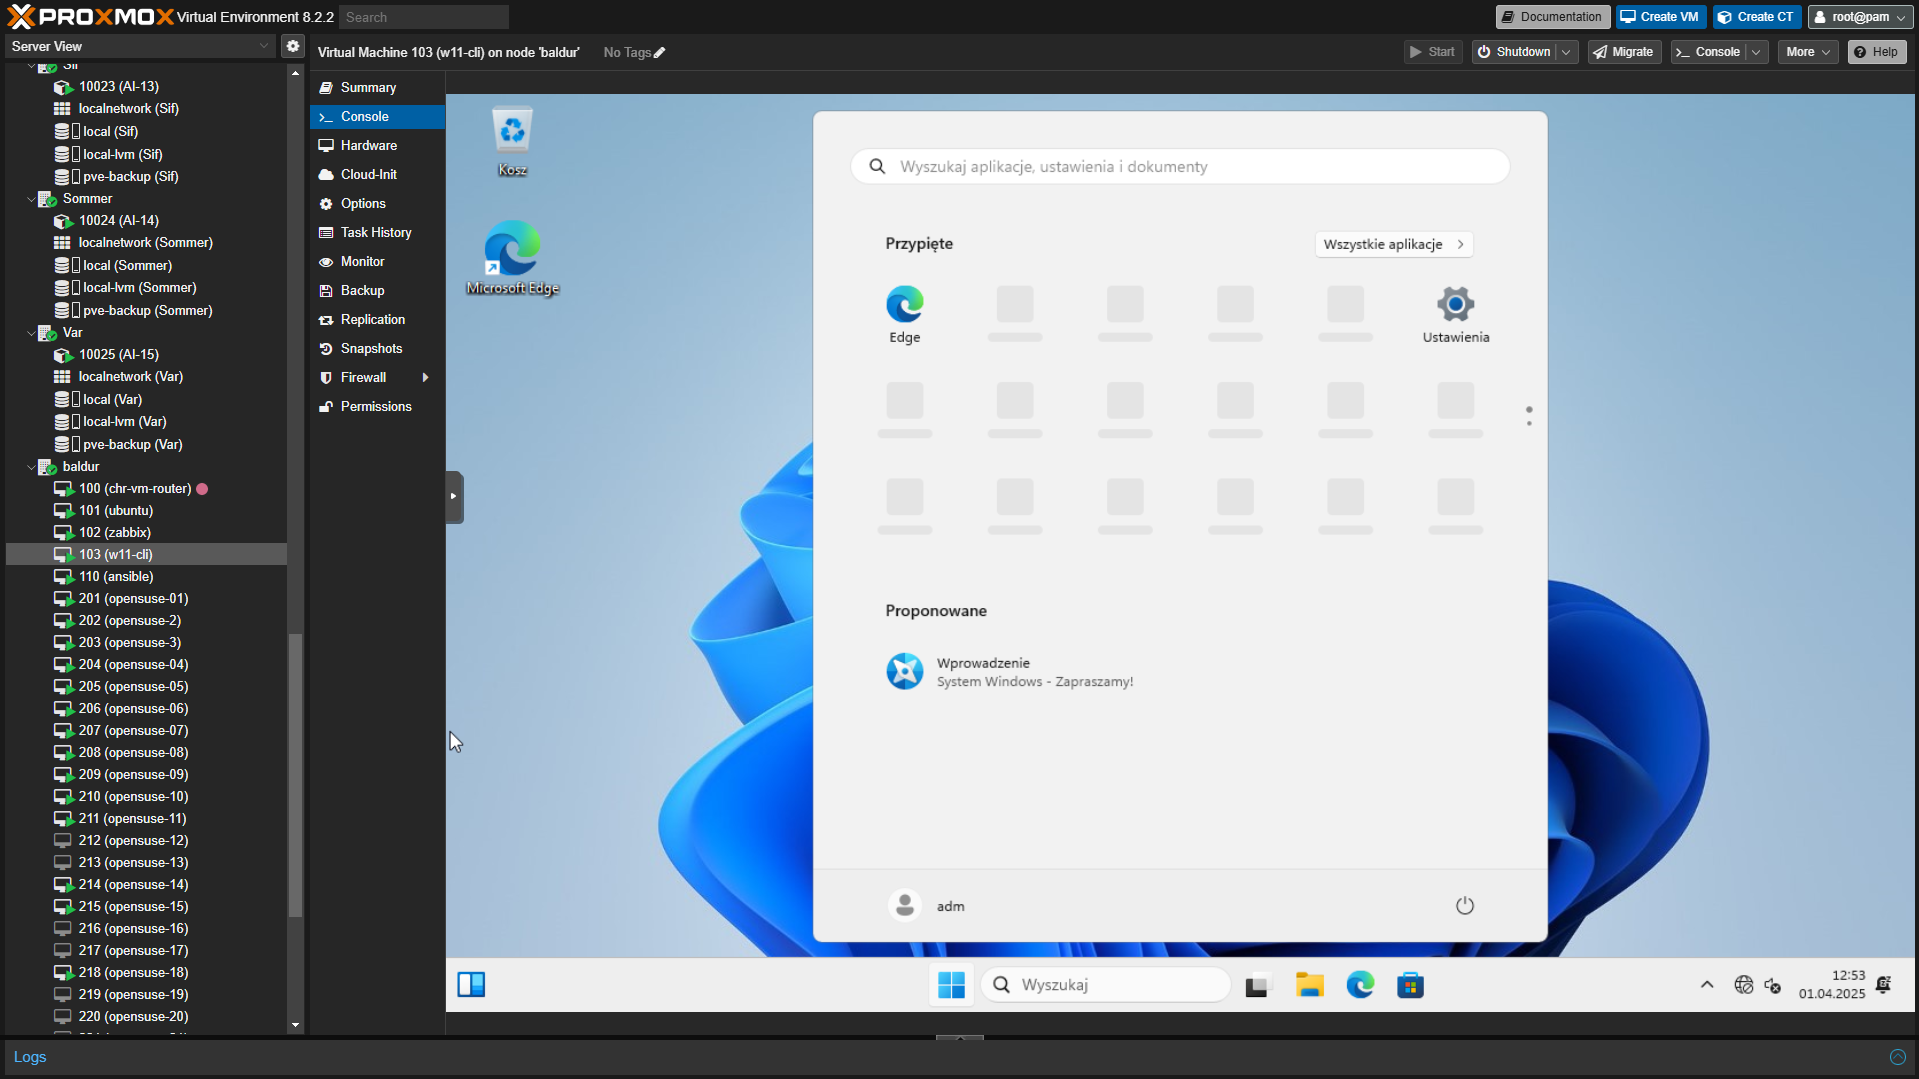 PROXMOX Virtual Environment 8.2.2 Search Documentation Create VM Create CT root@pam
Server View
Virtual Machine 103 (w11-cli) on node 'baldur' No Tags Start Shutdown Migrate Console More Help
Sif
10023 (AI-13)
localnetwork (Sif)
local (Sif)
local-lvm (Sif)
pve-backup (Sif)
Sommer
10024 (AI-14)
localnetwork (Sommer)
local (Sommer)
local-lvm (Sommer)
pve-backup (Sommer)
Var
10025 (AI-15)
localnetwork (Var)
local (Var)
local-lvm (Var)
pve-backup (Var)
baldur
100 (chr-vm-router)
101 (ubuntu)
102 (zabbix)
103 (w11-cli)
110 (ansible)
201 (opensuse-01)
202 (opensuse-2)
203 (opensuse-3)
204 (opensuse-04)
205 (opensuse-05)
206 (opensuse-06)
207 (opensuse-07)
208 (opensuse-08)
209 (opensuse-09)
210 (opensuse-10)
211 (opensuse-11)
212 (opensuse-12)
213 (opensuse-13)
214 (opensuse-14)
215 (opensuse-15)
216 (opensuse-16)
217 (opensuse-17)
218 (opensuse-18)
219 (opensuse-19)
220 (opensuse-20)
Summary
Console
Hardware
Cloud-Init
Options
Task History
Monitor
Backup
Replication
Snapshots
Firewall
Permissions
Kosz
Microsoft Edge
Wyszukaj aplikacje, ustawienia i dokumenty
Przypięte
Wszystkie aplikacje
Edge
Ustawienia
Proponowane
Wprowadzenie
System Windows - Zapraszamy!
adm
Wyszukaj
12:53
01.04.2025
Logs